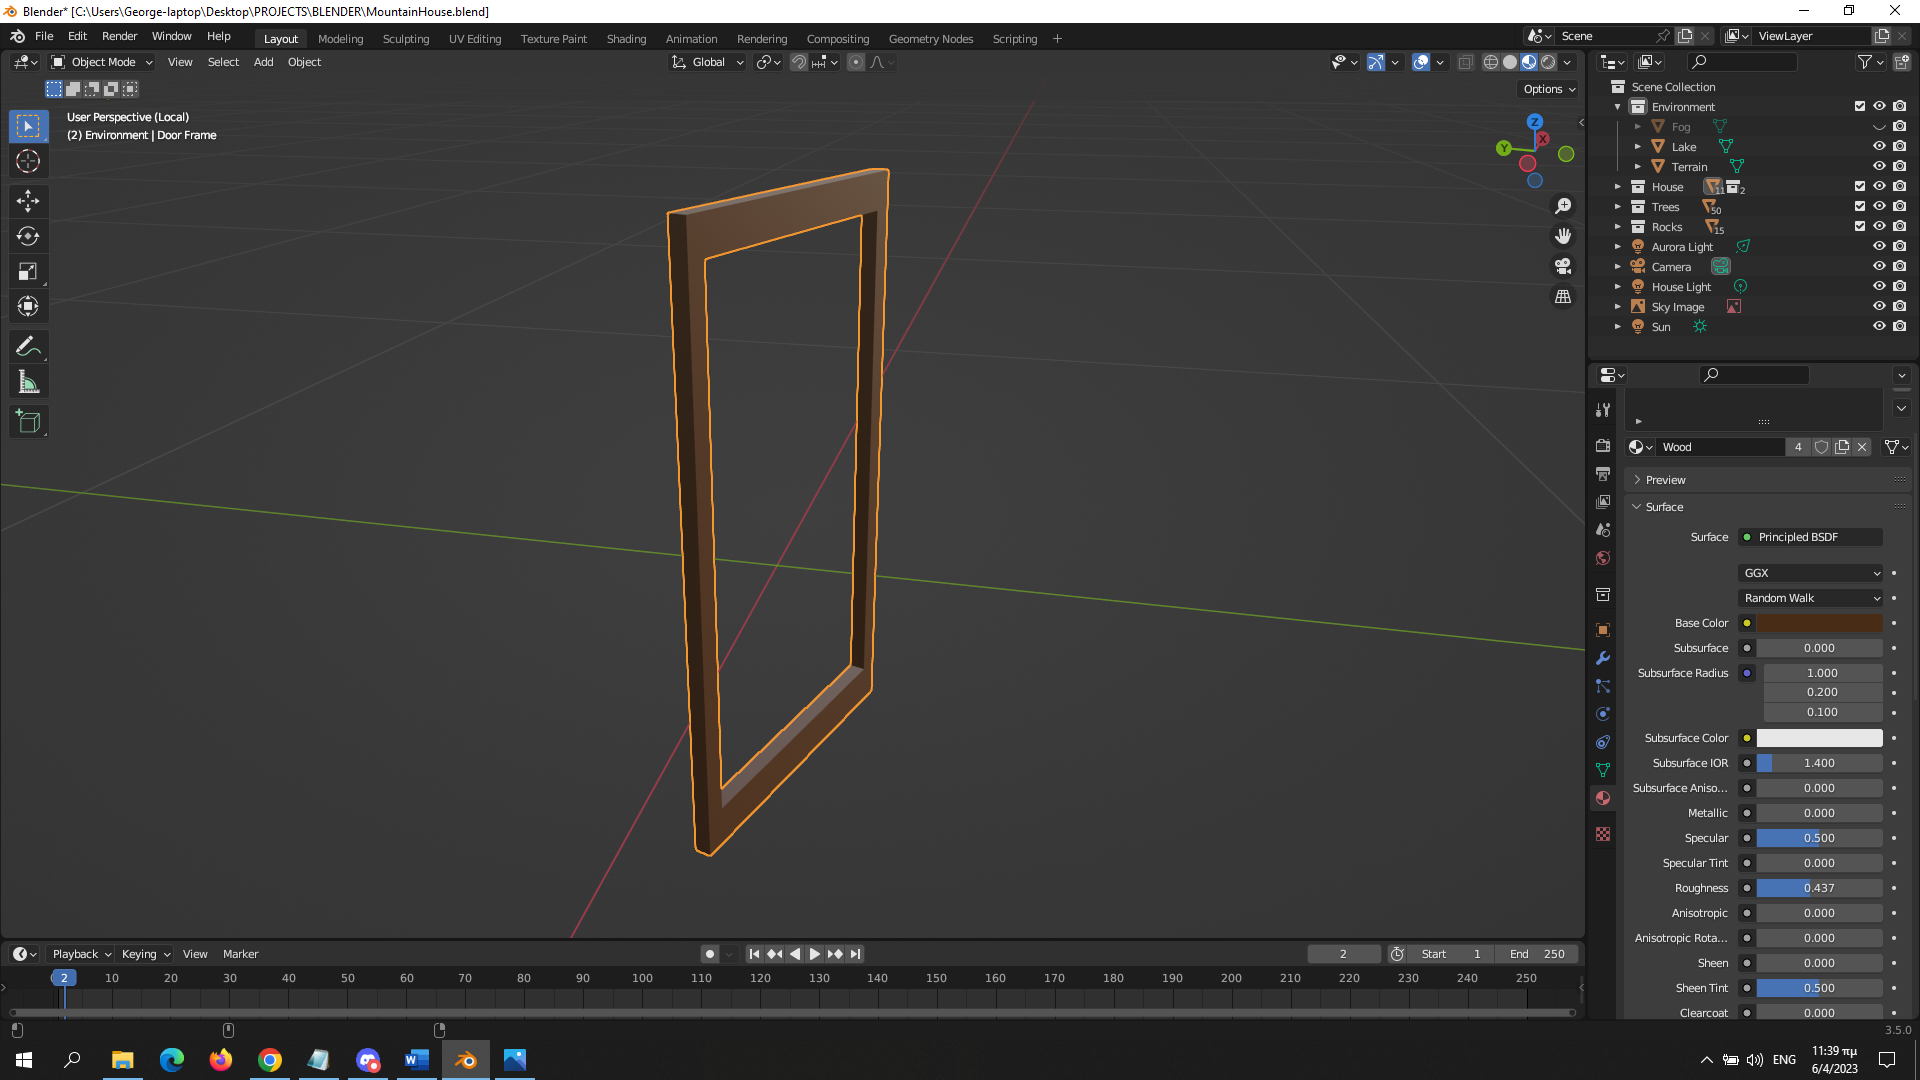 Blender* [C:\Users\George-laptop\Desktop\PROJECTS\BLENDER\MountainHouse.blend]
File Edit Render Window Help Layout Modeling Sculpting UV Editing Texture Paint Shading Animation Rendering Compositing Geometry Nodes Scripting + Scene ViewLayer
Object Mode View Select Add Object Global
Options
User Perspective (Local)
(2) Environment | Door Frame
Z
X
Y
Scene Collection
Environment
Fog
Lake
Terrain
House 11 2
Trees 50
Rocks 15
Aurora Light
Camera
House Light
Sky Image
Sun
Wood 4
Preview
Surface
Surface Principled BSDF
GGX
Random Walk
Base Color
Subsurface 0.000
Subsurface Radius 1.000
0.200
0.100
Subsurface Color
Subsurface IOR 1.400
Subsurface Aniso... 0.000
Metallic 0.000
Specular 0.500
Specular Tint 0.000
Roughness 0.437
Anisotropic 0.000
Anisotropic Rota... 0.000
Sheen 0.000
Sheen Tint 0.500
Clearcoat 0.000
Playback Keying View Marker 2 Start 1 End 250
2 10 20 30 40 50 60 70 80 90 100 110 120 130 140 150 160 170 180 190 200 210 220 230 240 250
3.5.0
ENG
11:39 πμ
6/4/2023